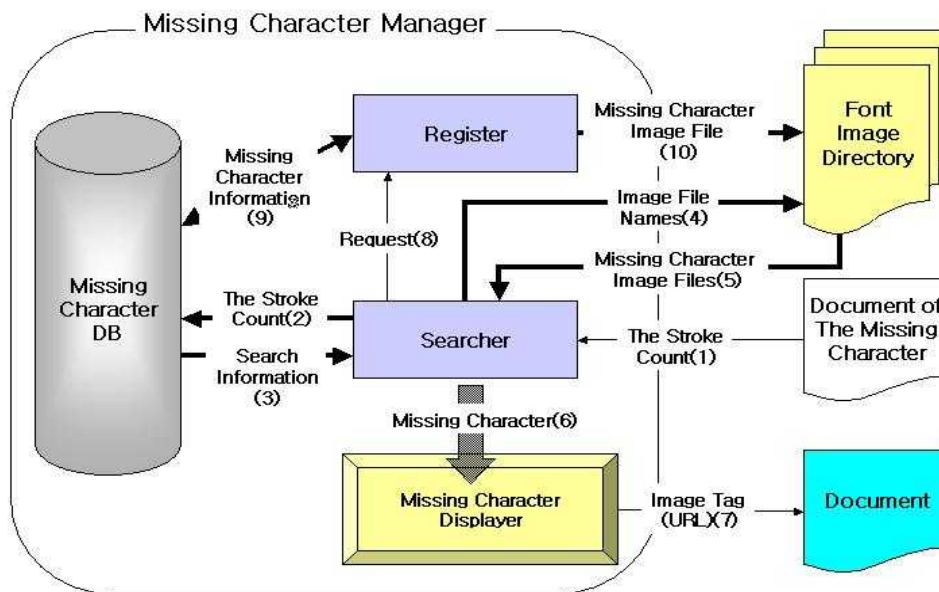 Missing Character Manager
Register
Missing Character
Image File
(10)
Font
Image
Directory
Missing
Character
Information
(9)
Image File
Names(4)
Request(8)
Missing Character
Image Files(5)
Missing
Character
DB
The Stroke
Count(2)
Searcher
The Stroke
Count(1)
Document of
The Missing
Character
Search
Information
(3)
Missing Character(6)
Missing Character
Displayer
Image Tag
(URL)(7)
Document